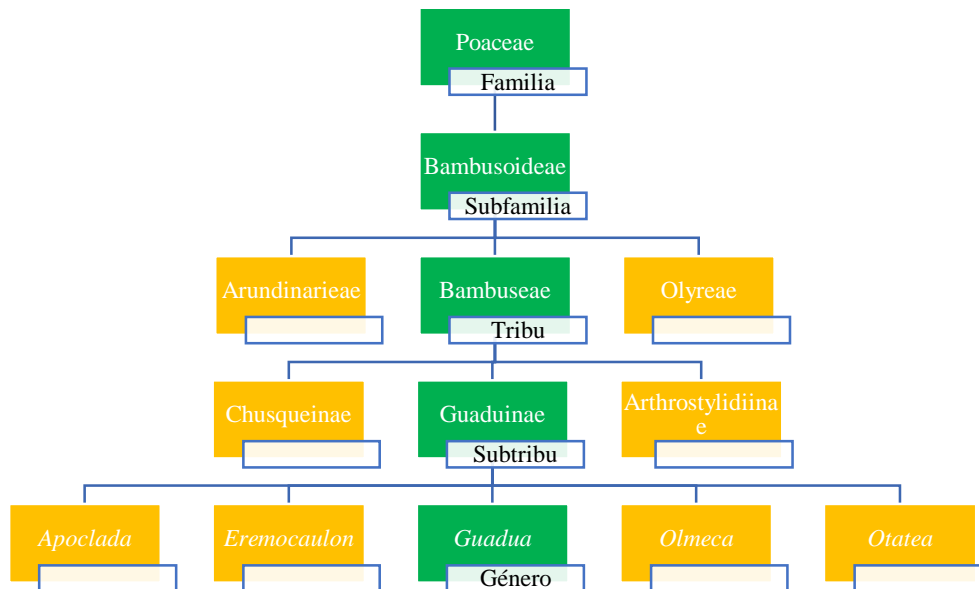 Poaceae
Familia
Bambusoideae
Subfamilia
Arundinarieae
Bambuseae
Olyreae
Tribu
Chusqueinae
Guaduinae
Arthrostylidiina
e
Subtribu
Apoclada
Eremocaulon
Guadua
Olmeca
Otatea
Género